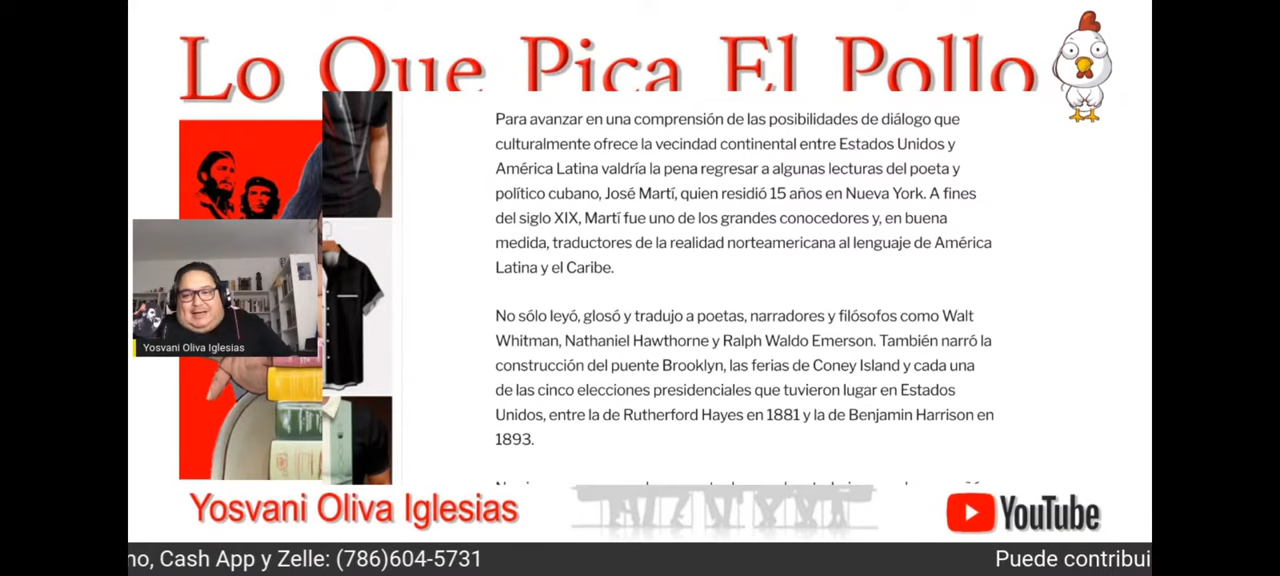 Lo Que Pica El Pollo
Para avanzar en una comprensión de las posibilidades de diálogo que
culturalmente ofrece la vecindad continental entre Estados Unidos y
América Latina valdría la pena regresar a algunas lecturas del poeta y
político cubano, José Martí, quien residió 15 años en Nueva York. A fines
del siglo XIX, Martí fue uno de los grandes conocedores y, en buena
medida, traductores de la realidad norteamericana al lenguaje de América
Latina y el Caribe.
No sólo leyó, glosó y tradujo a poetas, narradores y filósofos como Walt
Whitman, Nathaniel Hawthorne y Ralph Waldo Emerson. También narró la
construcción del puente Brooklyn, las ferias de Coney Island y cada una
de las cinco elecciones presidenciales que tuvieron lugar en Estados
Unidos, entre la de Rutherford Hayes en 1881 y la de Benjamin Harrison en
1893.
Yosvani Oliva Iglesias
Yosvani Oliva Iglesias
YouTube
no, Cash App y Zelle: (786)604-5731
Puede contribui